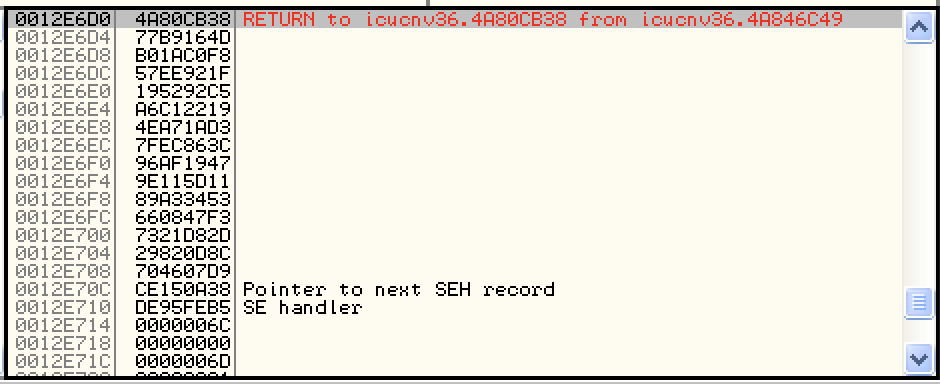 0012E6D0 4A80CB38 RETURN to icucnv36.4A80CB38 from icucnv36.4A846C49
0012E6D4 77B9164D
0012E6D8 B01AC0F8
0012E6DC 57EE921F
0012E6E0 195292C5
0012E6E4 A6C12219
0012E6E8 4EA71AD3
0012E6EC 7FEC863C
0012E6F0 96AF1947
0012E6F4 9E115D11
0012E6F8 89A33453
0012E6FC 660847F3
0012E700 7321D82D
0012E704 29820D8C
0012E708 704607D9
0012E70C CE150A38 Pointer to next SEH record
0012E710 DE95FEB5 SE handler
0012E714 0000006C
0012E718 00000000
0012E71C 0000006D